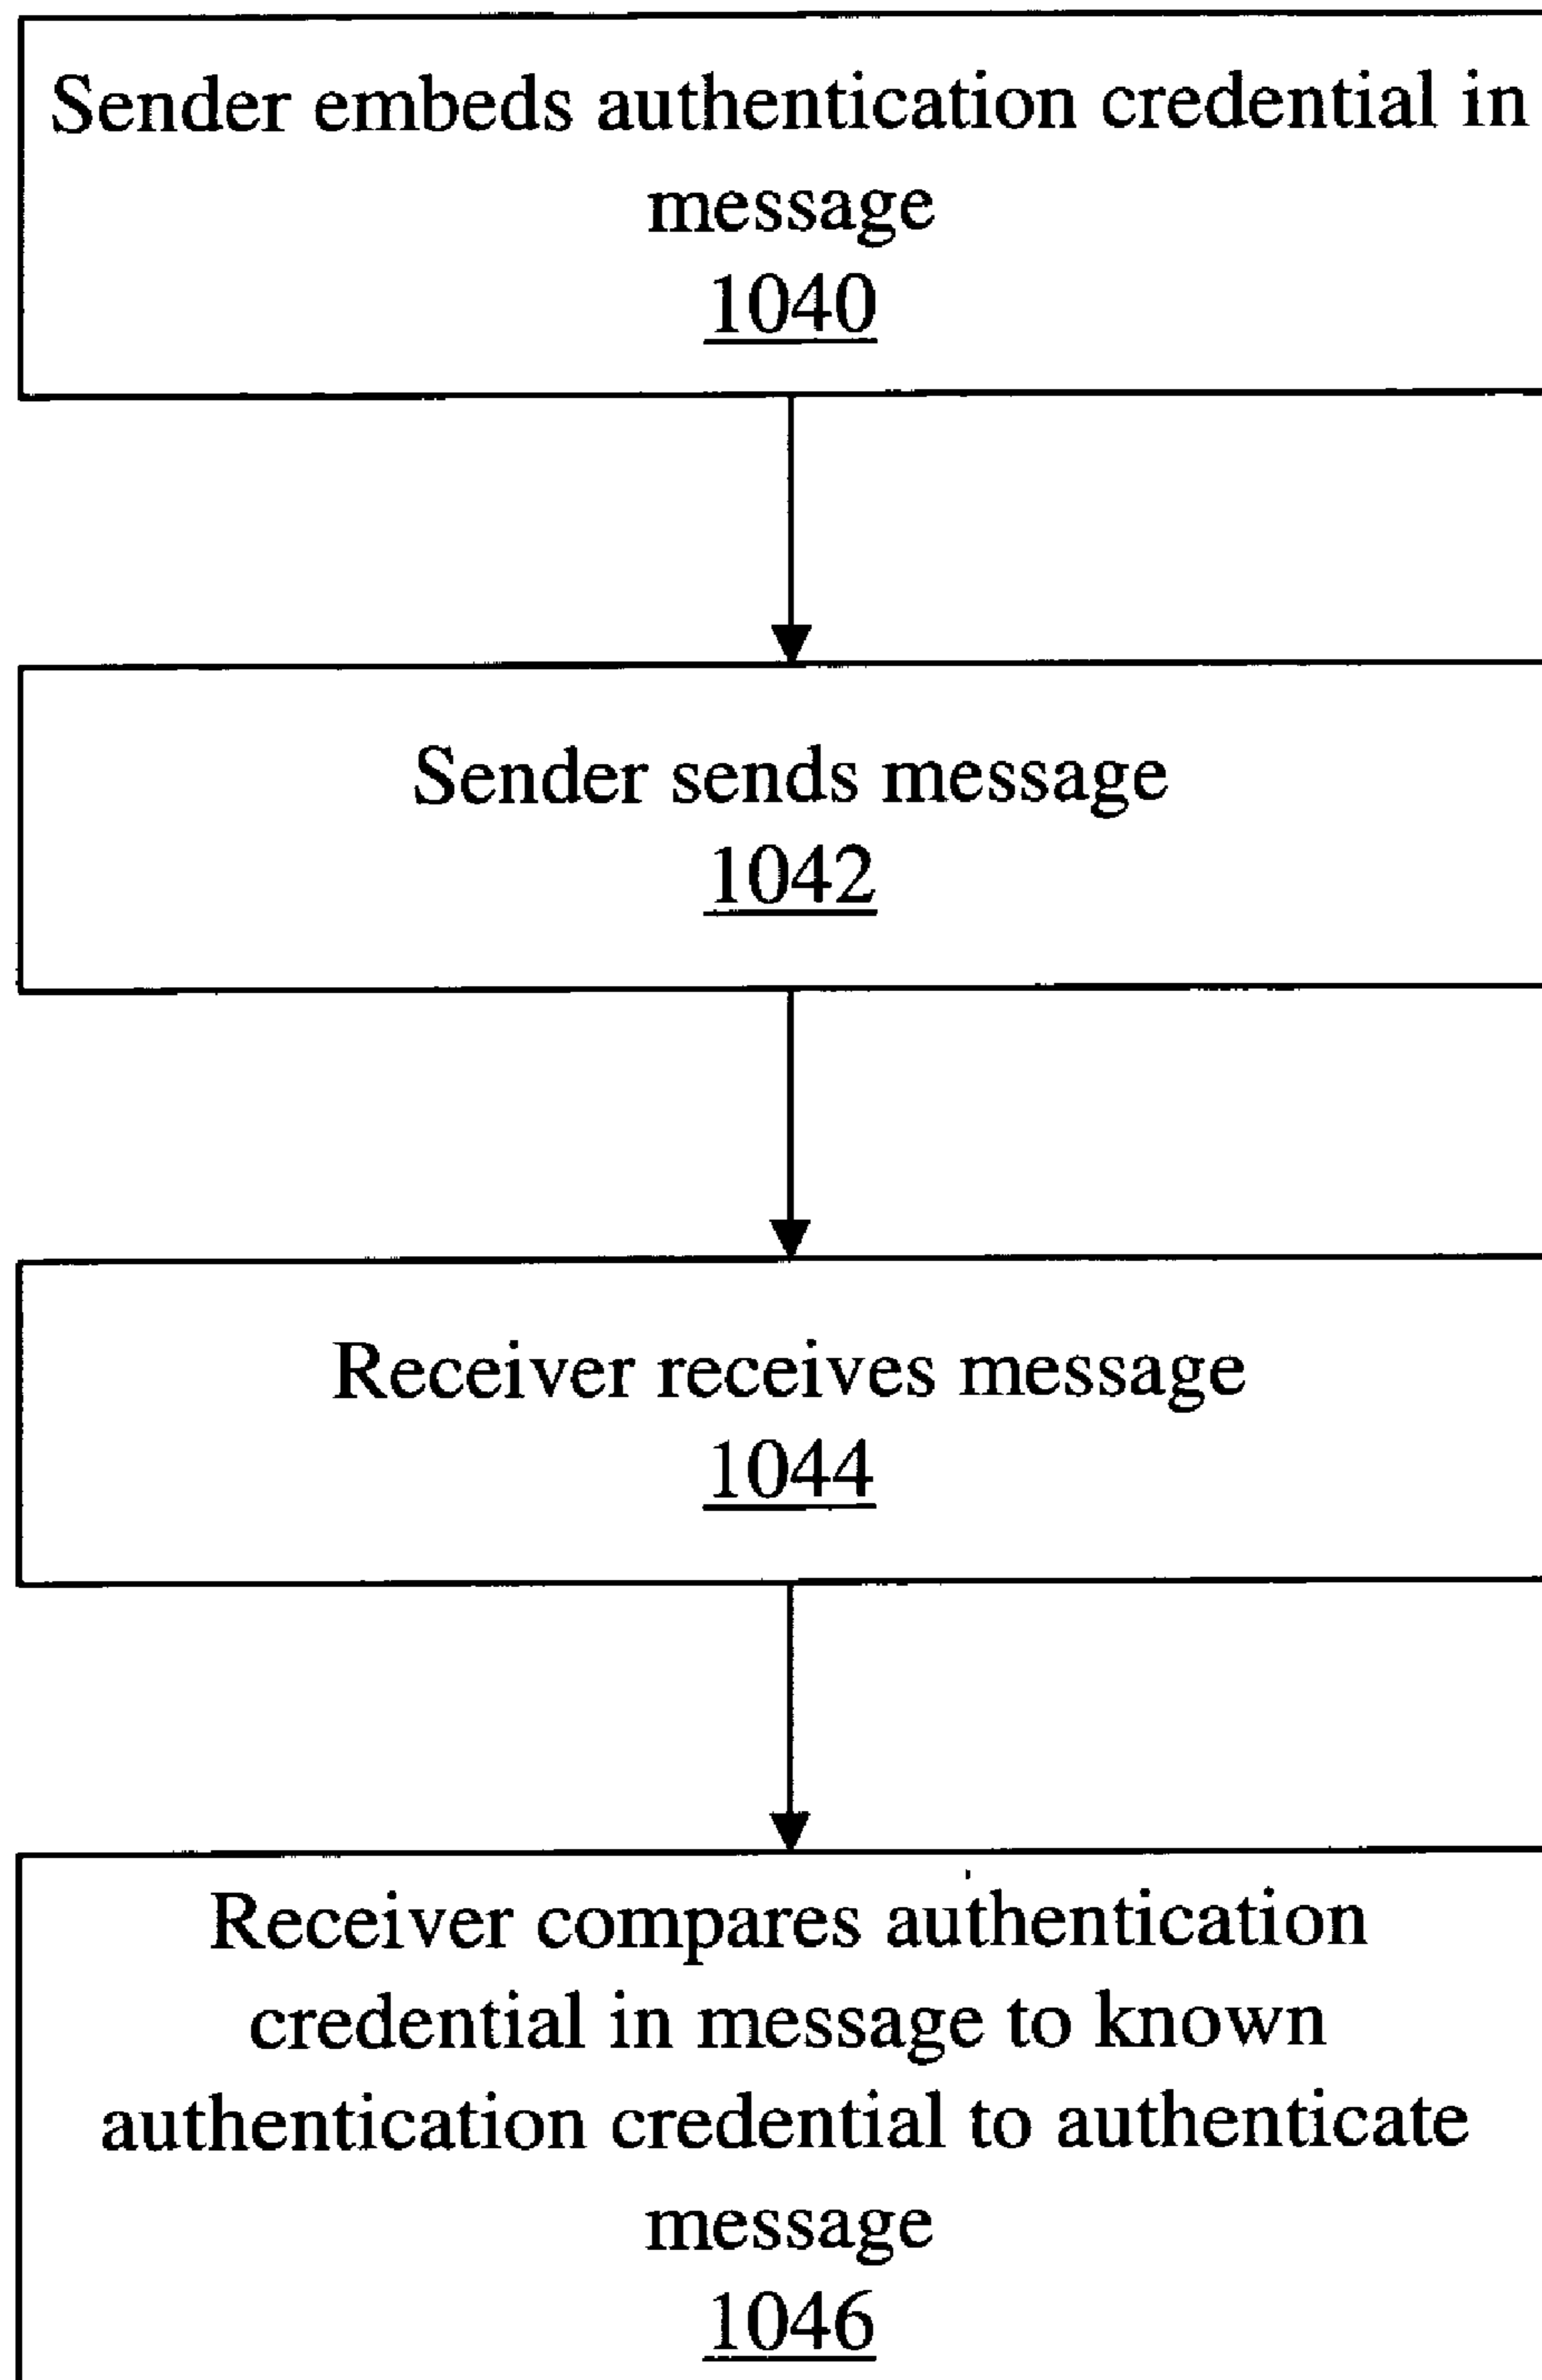 Sender embeds authentication credential in
message
1040
Sender sends message
1042
Receiver receives message
1044
Receiver compares authentication
credential in message to known
authentication credential to authenticate
message
1046